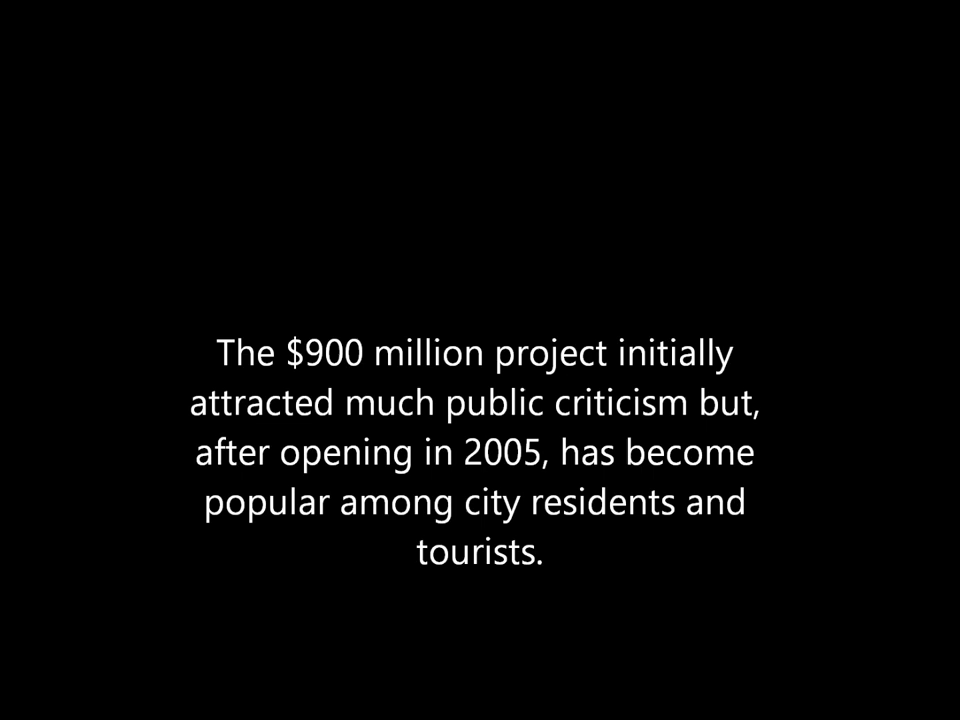 The $900 million project initially
attracted much public criticism but,
after opening in 2005, has become
popular among city residents and
tourists.